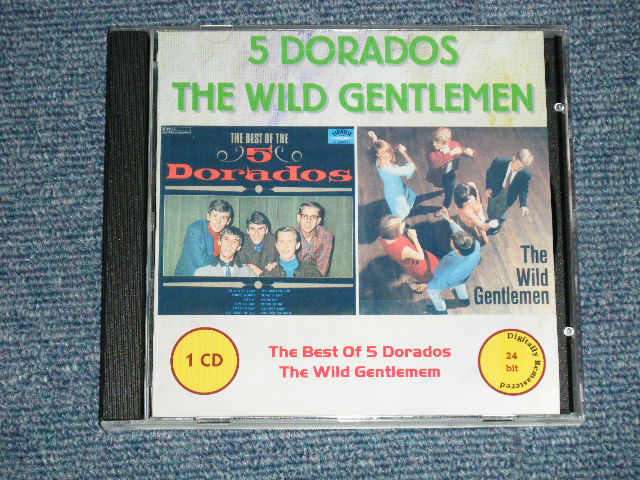 5 DORADOS
THE WILD GENTLEMEN
THE BEST OF THE
5
Dorados
The
Wild
Gentlemen
1 CD
The Best Of 5 Dorados
The Wild Gentlemem
Digitally Remastered
24
bit